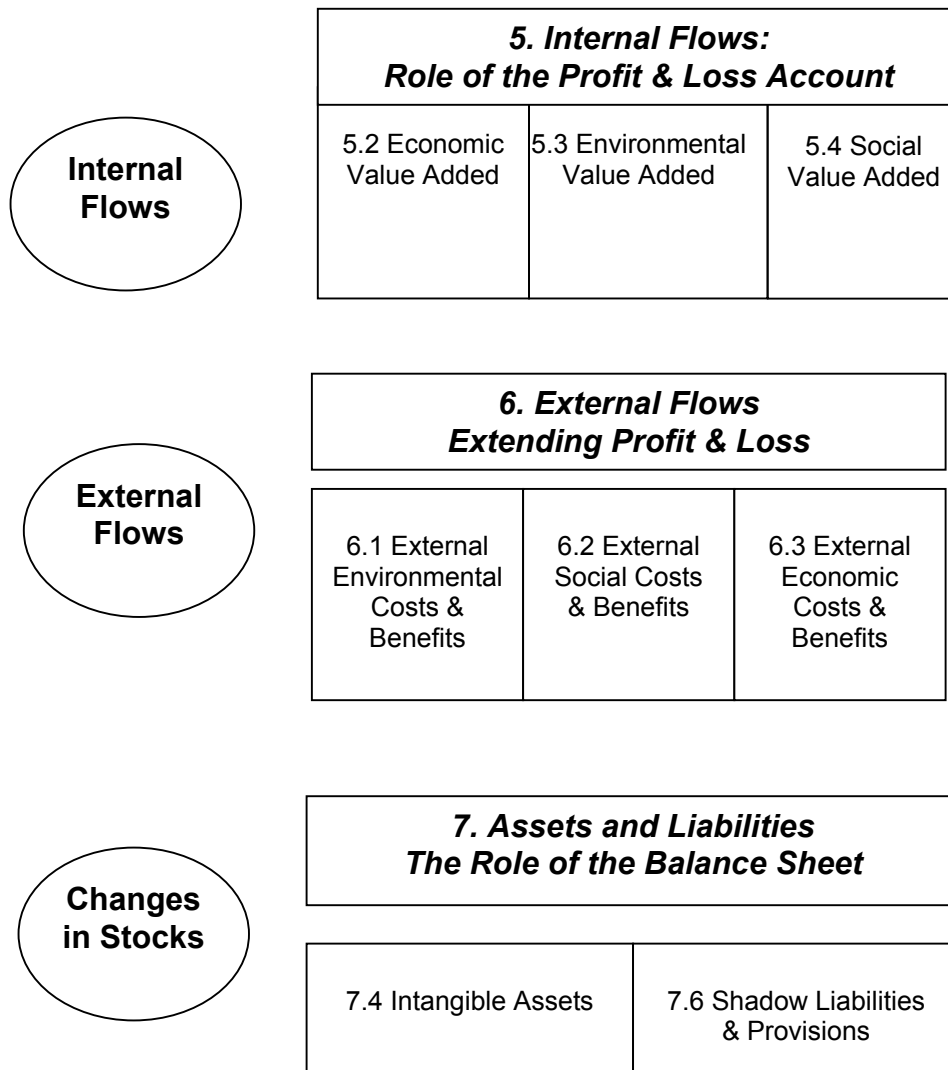 5. Internal Flows:
Role of the Profit & Loss Account
Internal
Flows
5.2 Economic
Value Added
5.3 Environmental
Value Added
5.4 Social
Value Added
6. External Flows
Extending Profit & Loss
External
Flows
6.1 External
Environmental
Costs &
Benefits
6.2 External
Social Costs
& Benefits
6.3 External
Economic
Costs &
Benefits
7. Assets and Liabilities
The Role of the Balance Sheet
Changes
in Stocks
7.4 Intangible Assets
7.6 Shadow Liabilities
& Provisions